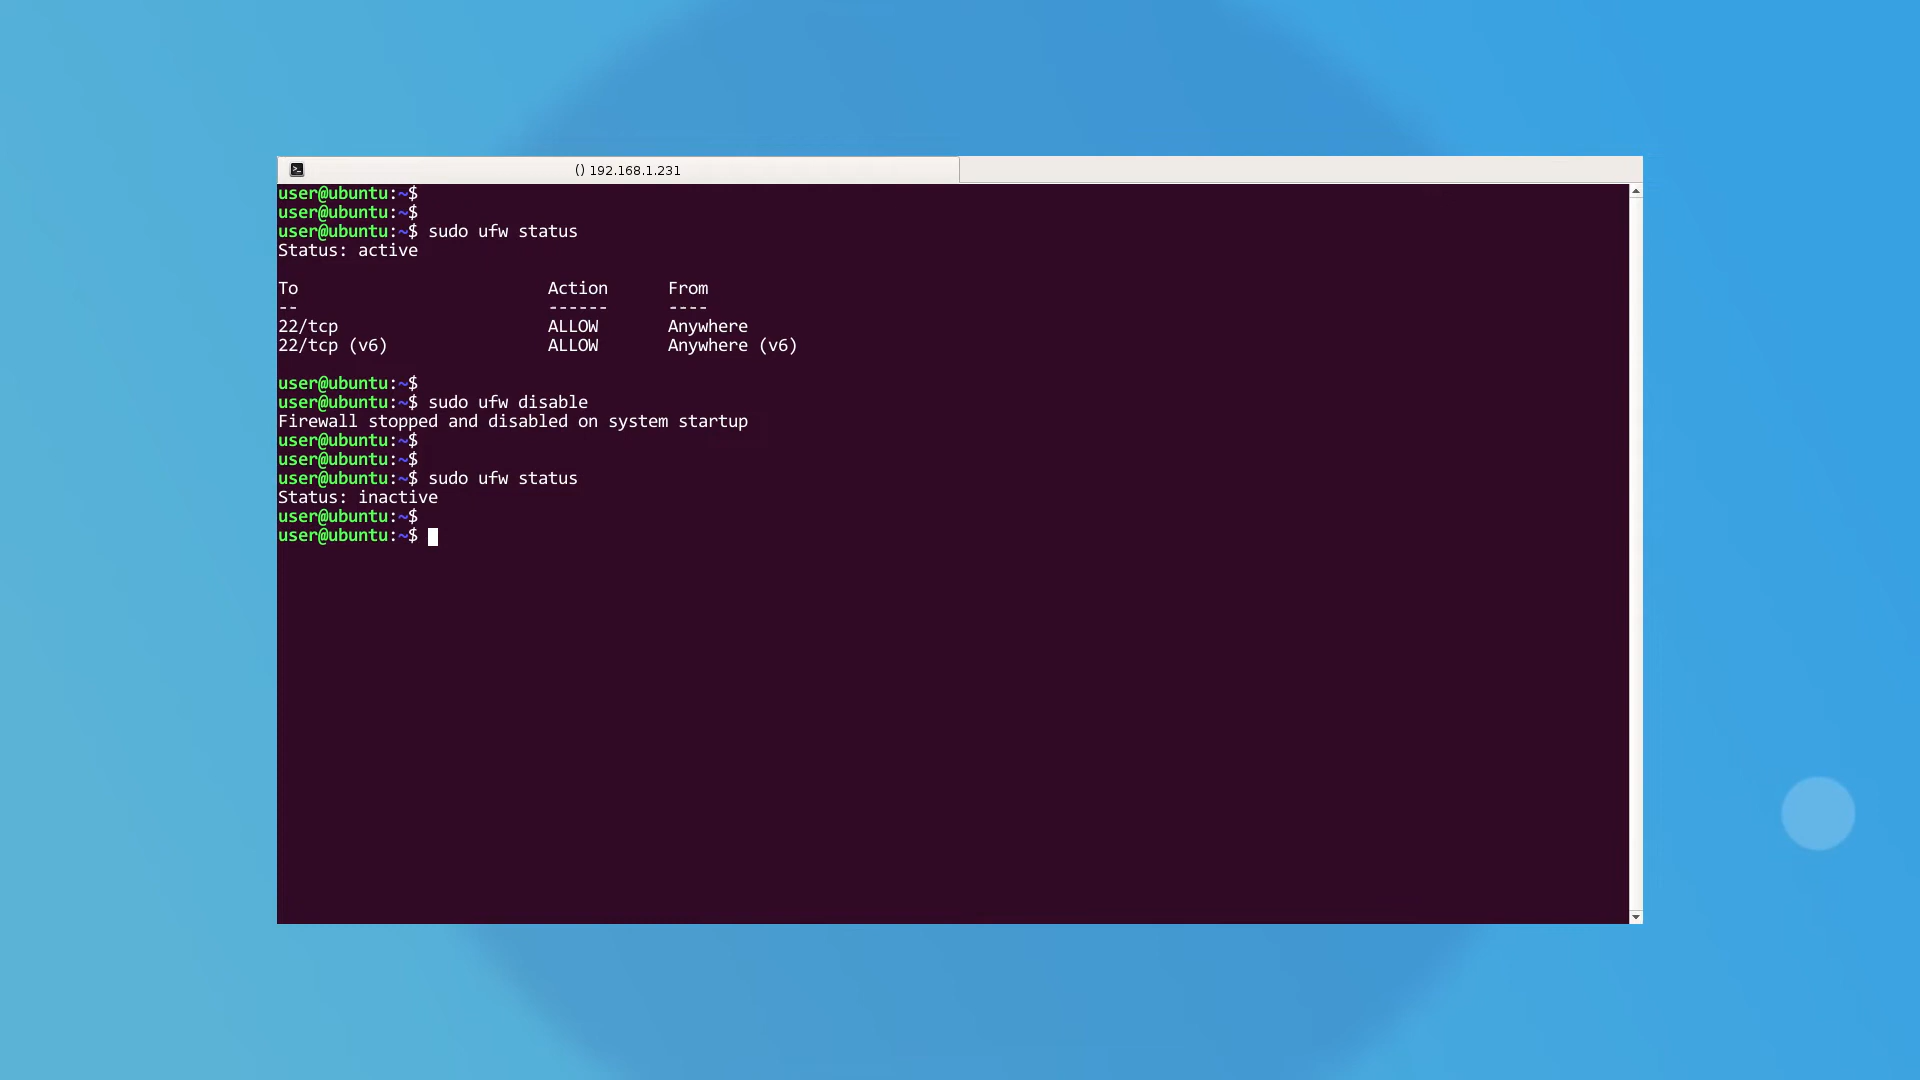 () 192.168.1.231
user@ubuntu:~$
user@ubuntu:~$
user@ubuntu:~$ sudo ufw status
Status: active
To                         Action      From
--                         ------      ----
22/tcp                     ALLOW       Anywhere
22/tcp (v6)                ALLOW       Anywhere (v6)
user@ubuntu:~$
user@ubuntu:~$ sudo ufw disable
Firewall stopped and disabled on system startup
user@ubuntu:~$
user@ubuntu:~$
user@ubuntu:~$ sudo ufw status
Status: inactive
user@ubuntu:~$
user@ubuntu:~$